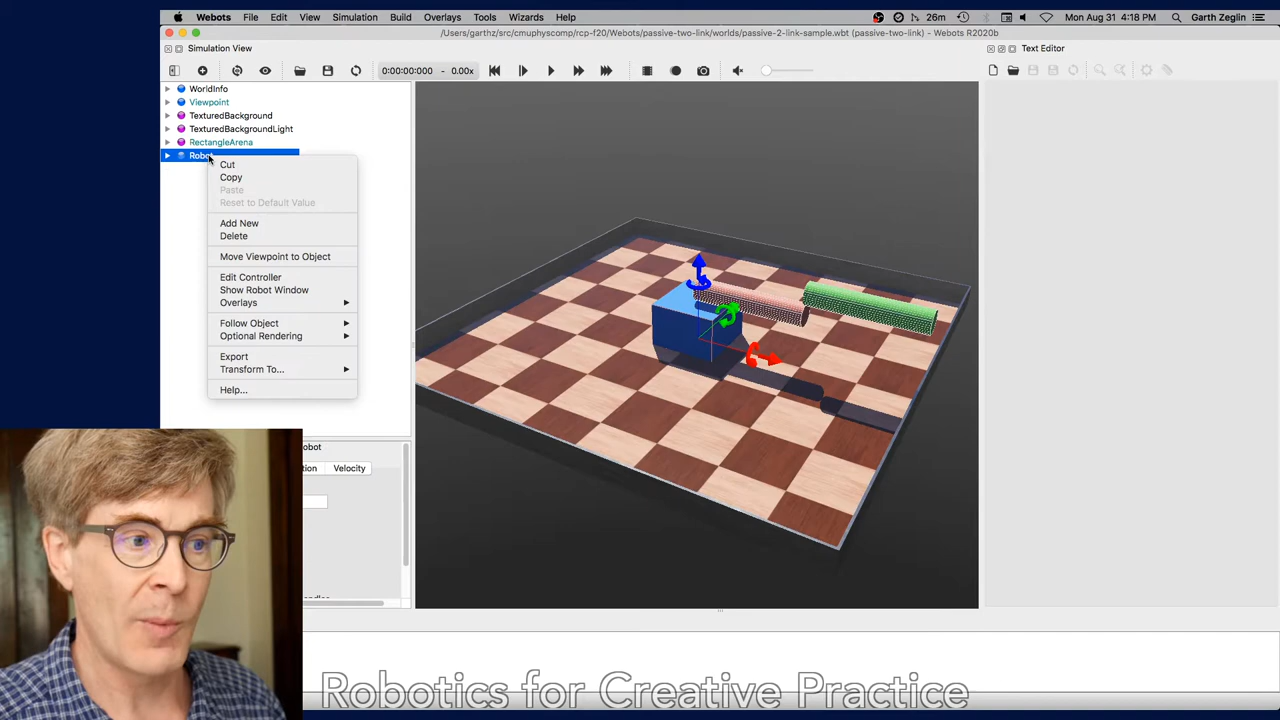 Webots File Edit View Simulation Build Overlays Tools Wizards Help 26m Mon Aug 31 4:18 PM Garth Zeglin
/Users/garthz/src/cmuphyscomp/rcp-f20/Webots/passive-two-link/worlds/passive-2-link-sample.wbt (passive-two-link) - Webots R2020b
Simulation View
Text Editor
0:00:00:000 - 0.00x
WorldInfo
Viewpoint
TexturedBackground
TexturedBackgroundLight
RectangleArena
Robot
Cut
Copy
Paste
Reset to Default Value
Add New
Delete
Move Viewpoint to Object
Edit Controller
Show Robot Window
Overlays
Follow Object
Optional Rendering
Export
Transform To...
Help...
obot
tion Velocity
Robotics for Creative Practice